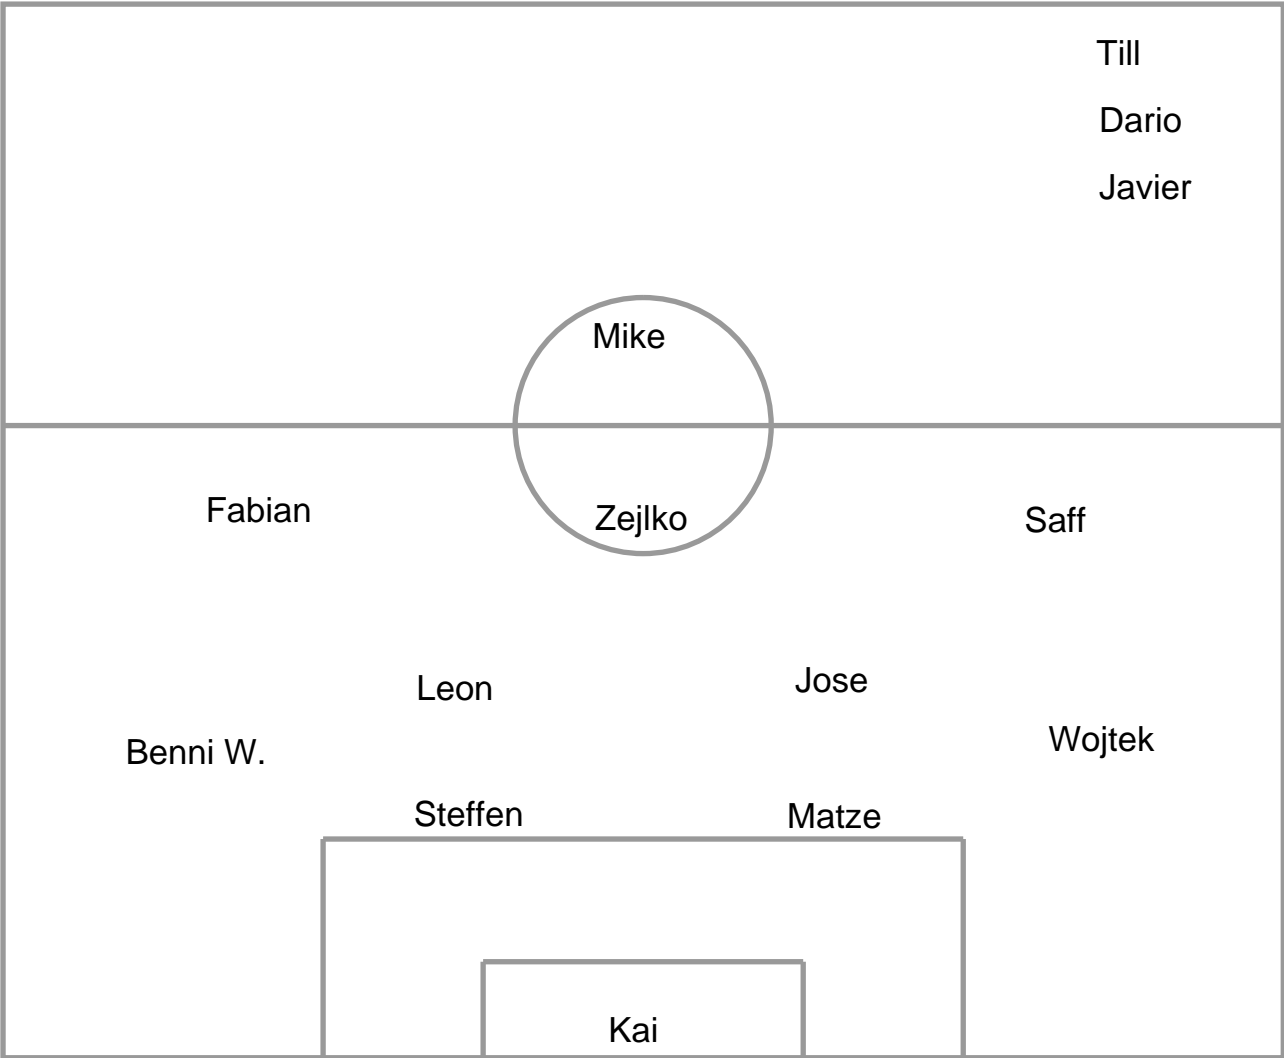 Till
Dario
Javier
Mike
Fabian Zejlko Saff
Leon Jose
Benni W. Wojtek
Steffen Matze
Kai